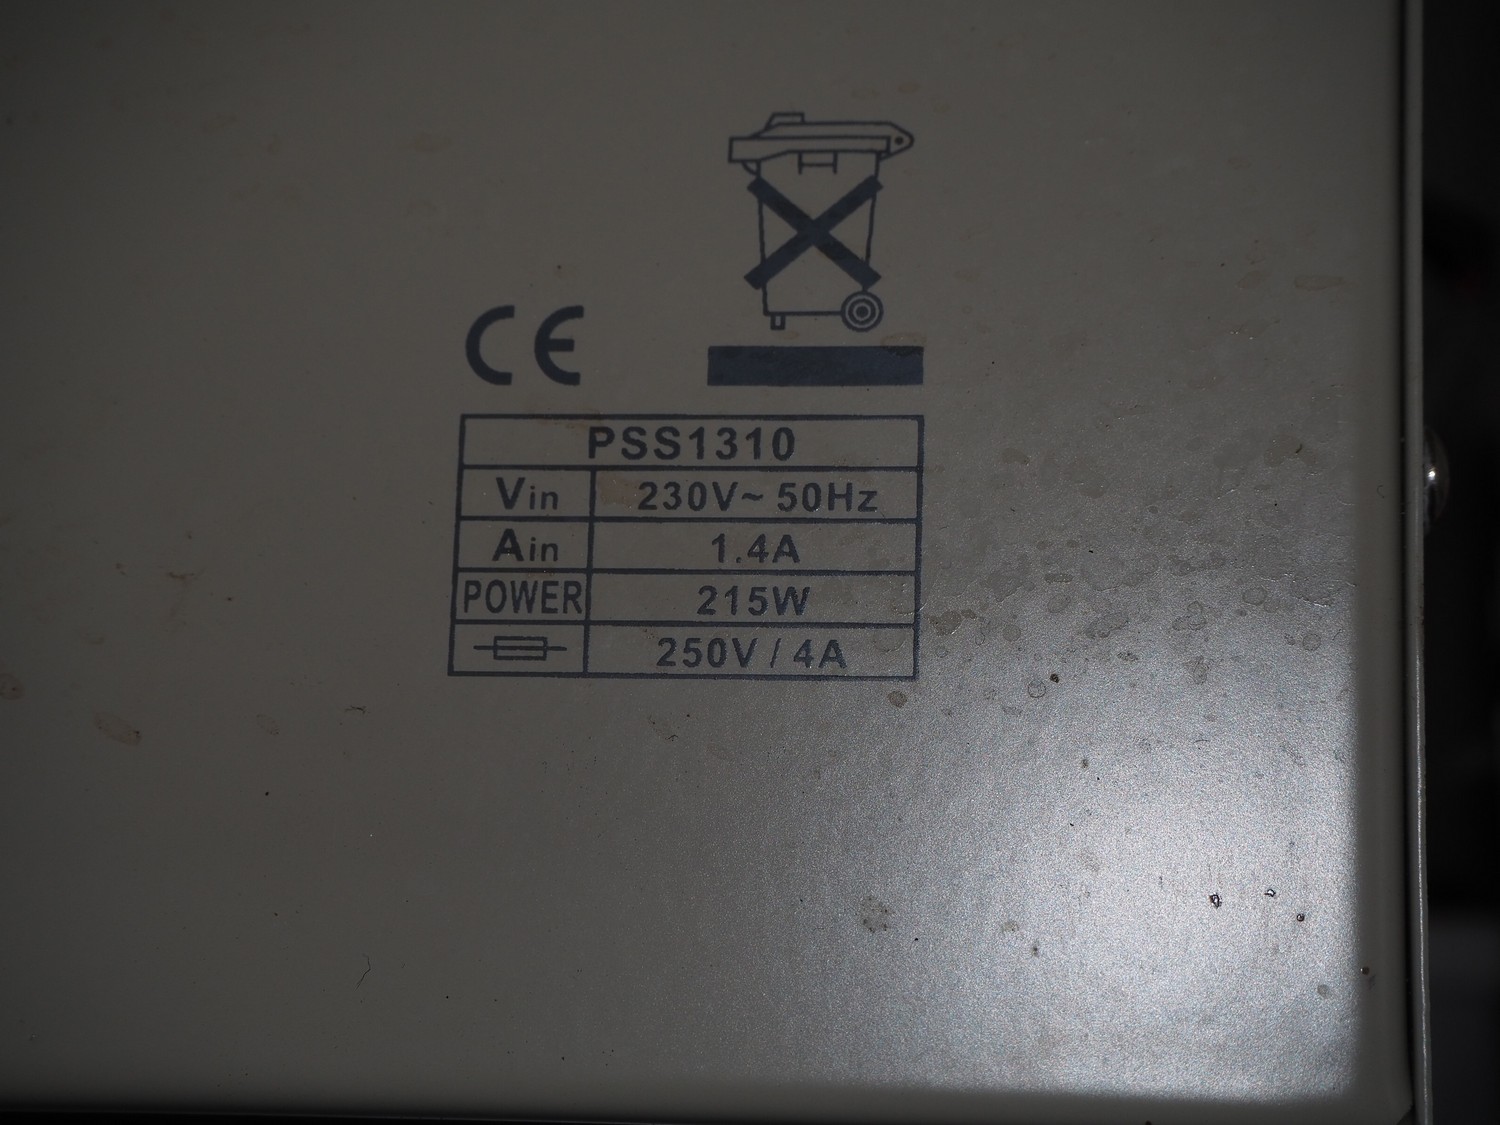 CE
PSS1310
Vin 230V~ 50Hz
Ain 1.4A
POWER 215W
250V / 4A